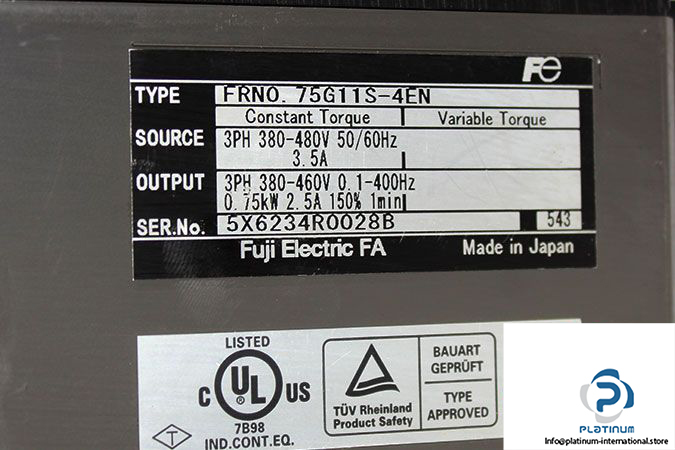 Fe
TYPE FRN0.75G11S-4EN
Constant Torque Variable Torque
SOURCE 3PH 380-480V 50/60Hz
3.5A
OUTPUT 3PH 380-460V 0.1-400Hz
0.75kW 2.5A 150% 1min
SER.No. 5X6234R0028B 543
Fuji Electric FA Made in Japan
LISTED
C UL US
7B98
IND.CONT.EQ.
T
TÜV Rheinland
Product Safety
BAUART
GEPRÜFT
TYPE
APPROVED
PLATINUM
Info@platinum-international.store